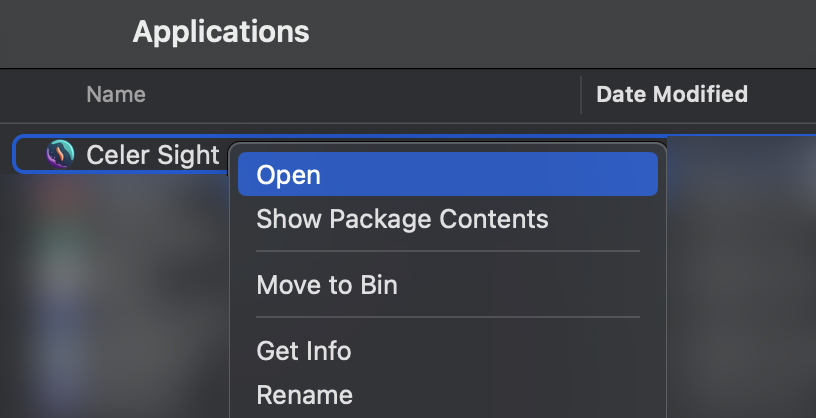 Applications
Name
Date Modified
Celer Sight
Open
Show Package Contents
Move to Bin
Get Info
Rename